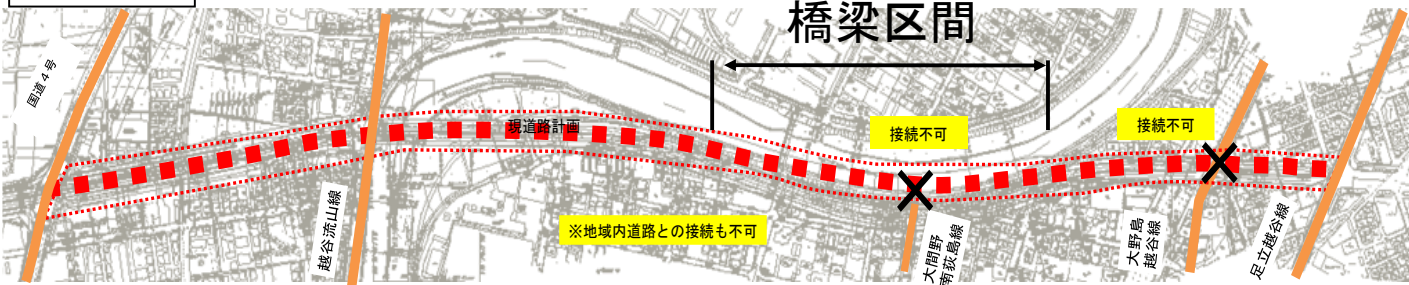 橋梁区間
国道4号
現道路計画
接続不可
接続不可
※地域内道路との接続も不可
越谷流山線
大間野
南荻島線
大野島
越谷線
足立越谷線